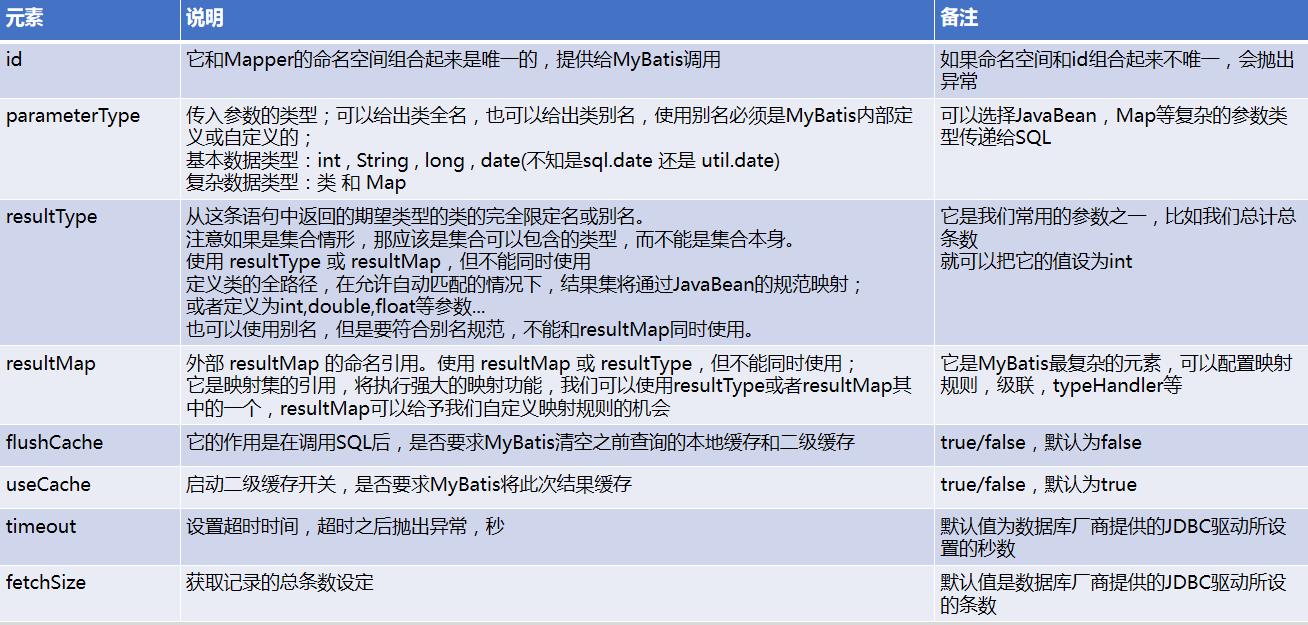 元素 说明 备注
id 它和Mapper的命名空间组合起来是唯一的，提供给MyBatis调用 如果命名空间和id组合起来不唯一，会抛出
异常
parameterType 传入参数的类型；可以给出类全名，也可以给出类别名，使用别名必须是MyBatis内部定 可以选择JavaBean，Map等复杂的参数类
义或自定义的； 型传递给SQL
基本数据类型：int , String , long , date(不知是sql.date 还是 util.date)
复杂数据类型：类 和 Map
resultType 从这条语句中返回的期望类型的类的完全限定名或别名。 它是我们常用的参数之一，比如我们总计总
注意如果是集合情形，那应该是集合可以包含的类型，而不能是集合本身。 条数
使用 resultType 或 resultMap，但不能同时使用 就可以把它的值设为int
定义类的全路径，在允许自动匹配的情况下，结果集将通过JavaBean的规范映射；
或者定义为int,double,float等参数...
也可以使用别名，但是要符合别名规范，不能和resultMap同时使用。
resultMap 外部 resultMap 的命名引用。使用 resultMap 或 resultType，但不能同时使用； 它是MyBatis最复杂的元素，可以配置映射
它是映射集的引用，将执行强大的映射功能，我们可以使用resultType或者resultMap其 规则，级联，typeHandler等
中的一个，resultMap可以给予我们自定义映射规则的机会
flushCache 它的作用是在调用SQL后，是否要求MyBatis清空之前查询的本地缓存和二级缓存 true/false，默认为false
useCache 启动二级缓存开关，是否要求MyBatis将此次结果缓存 true/false，默认为true
timeout 设置超时时间，超时之后抛出异常，秒 默认值为数据库厂商提供的JDBC驱动所设
置的秒数
fetchSize 获取记录的总条数设定 默认值是数据库厂商提供的JDBC驱动所设
的条数